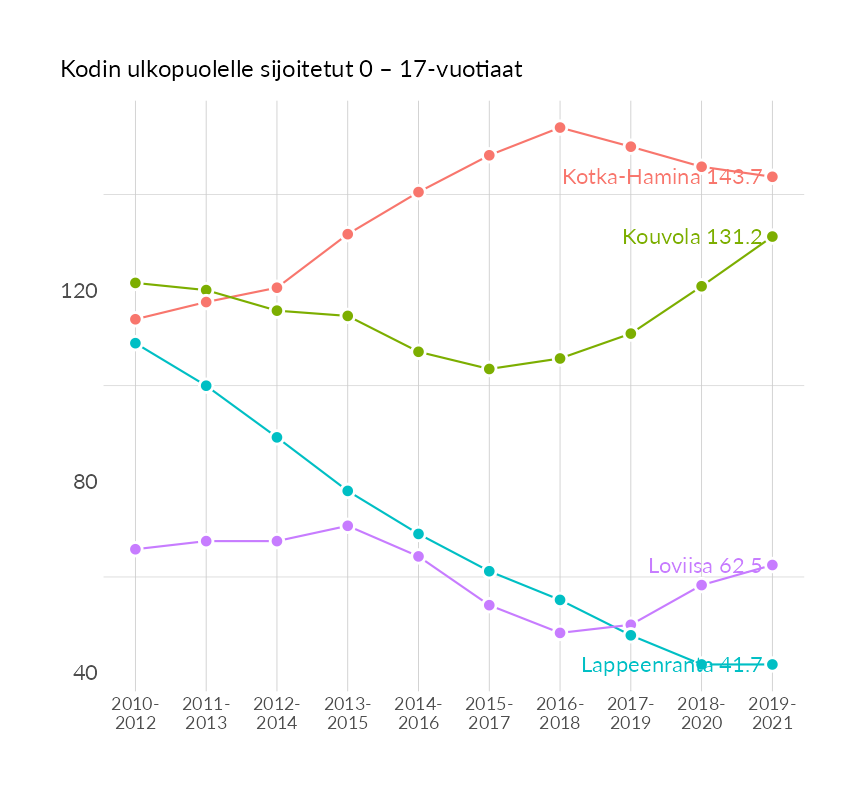 Kodin ulkopuolelle sijoitetut 0 – 17-vuotiaat
Kotka-Hamina 143.7
Kouvola 131.2
120
80
Loviisa 62.5
Lappeenranta 41.7
40
2010- 2011- 2012- 2013- 2014- 2015- 2016- 2017- 2018- 2019-
2012 2013 2014 2015 2016 2017 2018 2019 2020 2021